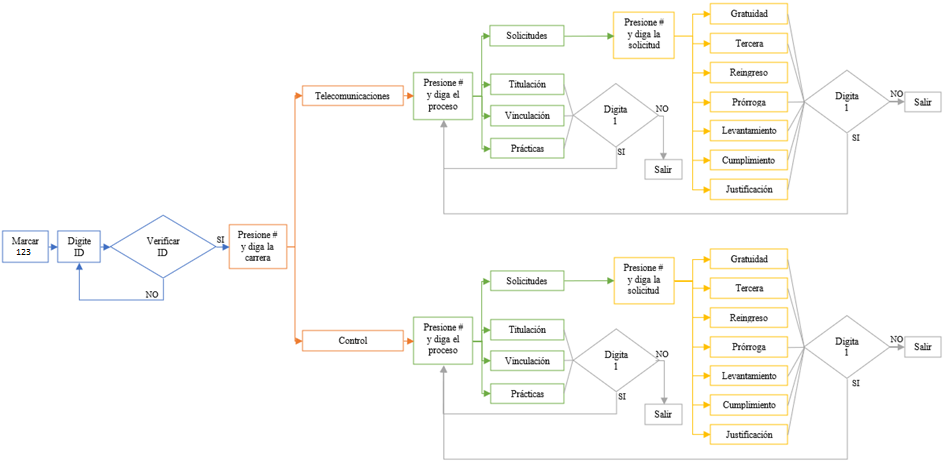 Marcar
123
Digite
ID
Verificar
ID
SI
NO
Presione #
y diga la
carrera
Telecomunicaciones
Presione #
y diga el
proceso
Solicitudes
Titulación
Vinculación
Prácticas
Digita
1
NO
SI
Salir
Presione #
y diga la
solicitud
Gratuidad
Tercera
Reingreso
Prórroga
Levantamiento
Cumplimiento
Justificación
Digita
1
NO
SI
Salir
Control
Presione #
y diga el
proceso
Solicitudes
Titulación
Vinculación
Prácticas
Digita
1
NO
SI
Salir
Presione #
y diga la
solicitud
Gratuidad
Tercera
Reingreso
Prórroga
Levantamiento
Cumplimiento
Justificación
Digita
1
NO
SI
Salir